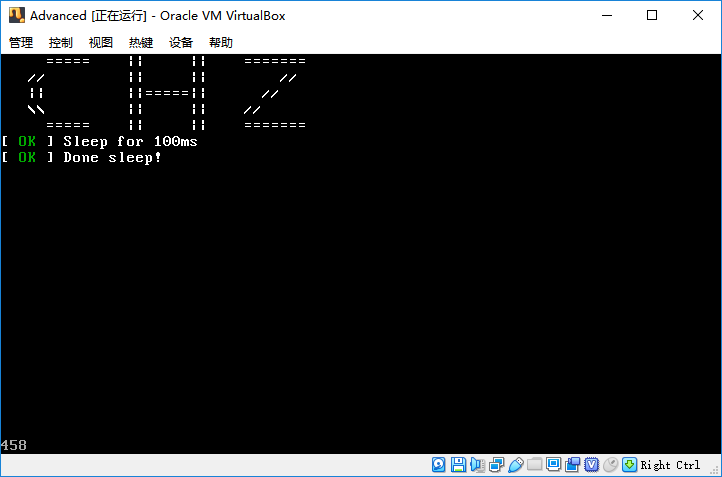 Advanced [正在运行] - Oracle VM VirtualBox
管理 控制 视图 热键 设备 帮助
     =====    ||     ||    =======
   //         ||     ||        //
   ||         ||=====||      //
   \\         ||     ||    //
     =====    ||     ||    =======
[ OK ] Sleep for 100ms
[ OK ] Done sleep!
458
Right Ctrl